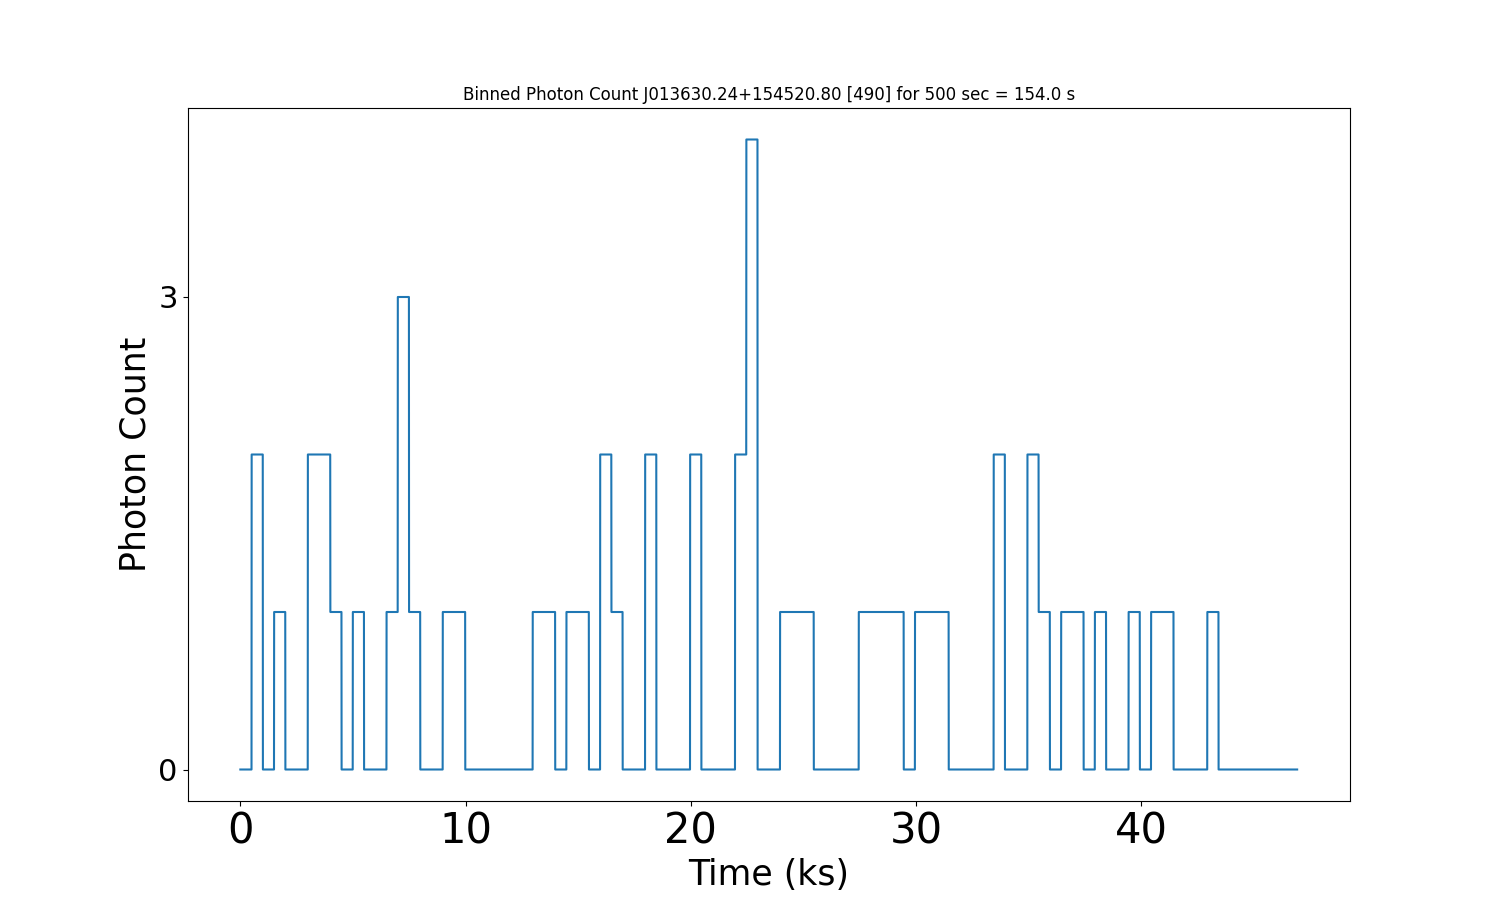 Binned Photon Count J013630.24+154520.80 [490] for 500 sec = 154.0 s
Photon Count
3
0
0 10 20 30 40
Time (ks)